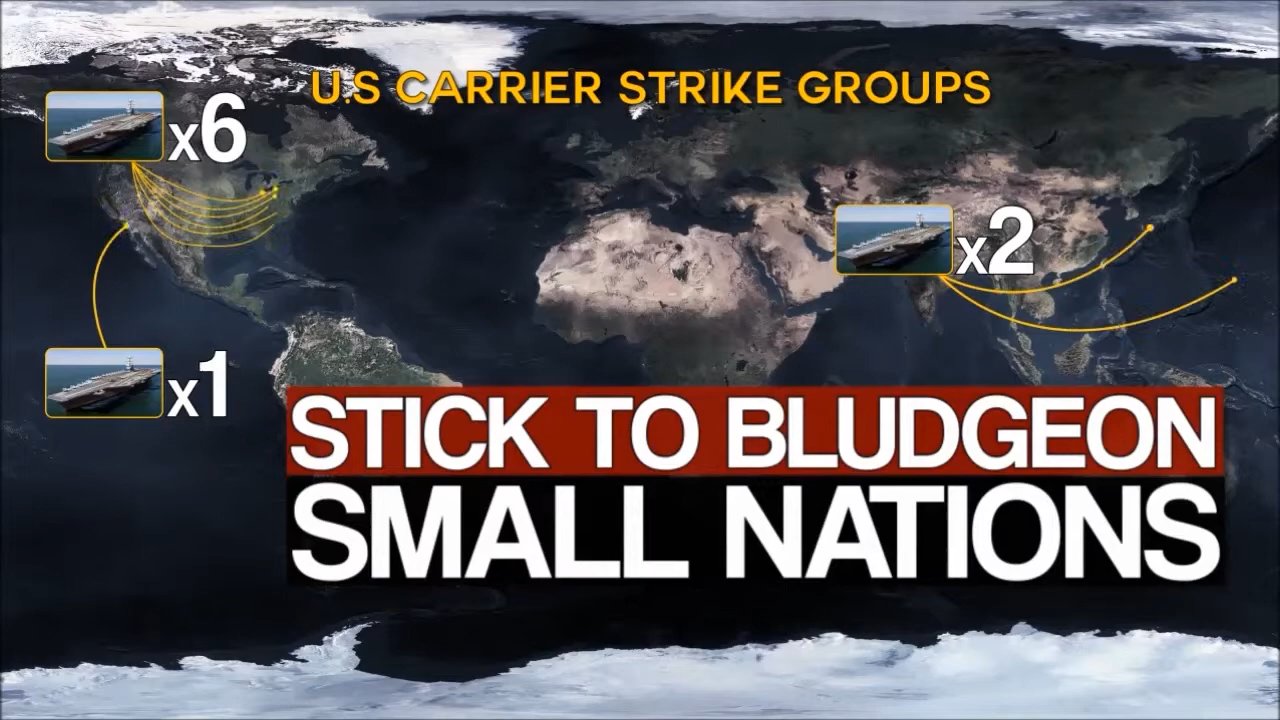 U.S CARRIER STRIKE GROUPS
x6
x2
x1
STICK TO BLUDGEON
SMALL NATIONS